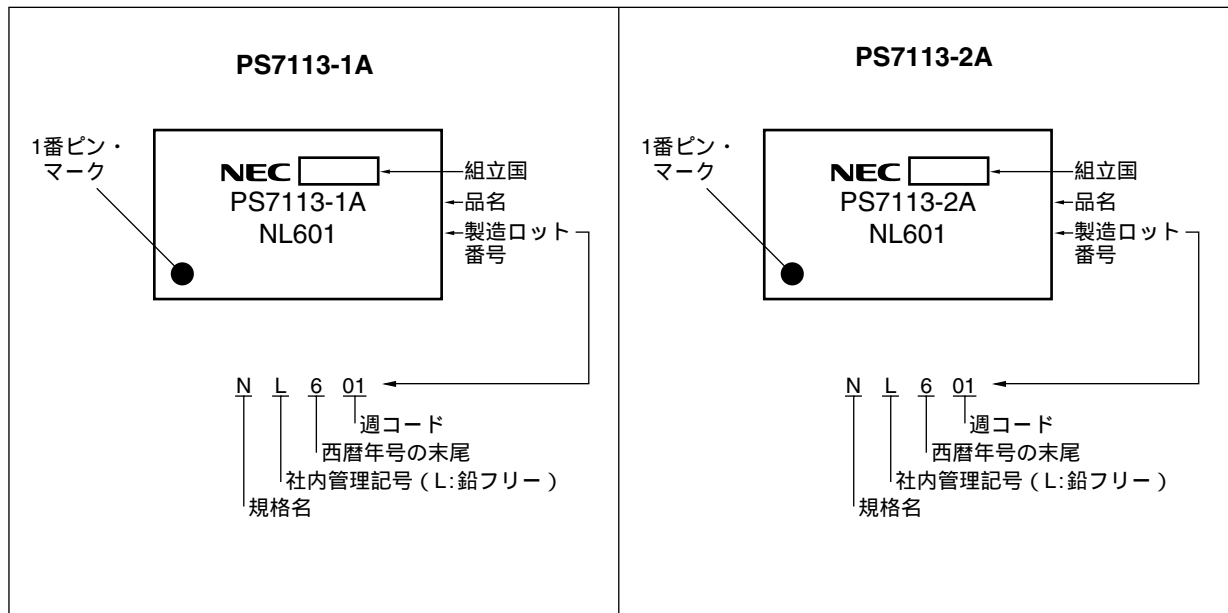 PS7113-1A
1番ピン・
マーク
NEC
組立国
PS7113-1A
品名
NL601
製造ロット
番号
N L 6 01
週コード
西暦年号の末尾
社内管理記号（L:鉛フリー）
規格名
PS7113-2A
1番ピン・
マーク
NEC
組立国
PS7113-2A
品名
NL601
製造ロット
番号
N L 6 01
週コード
西暦年号の末尾
社内管理記号（L:鉛フリー）
規格名